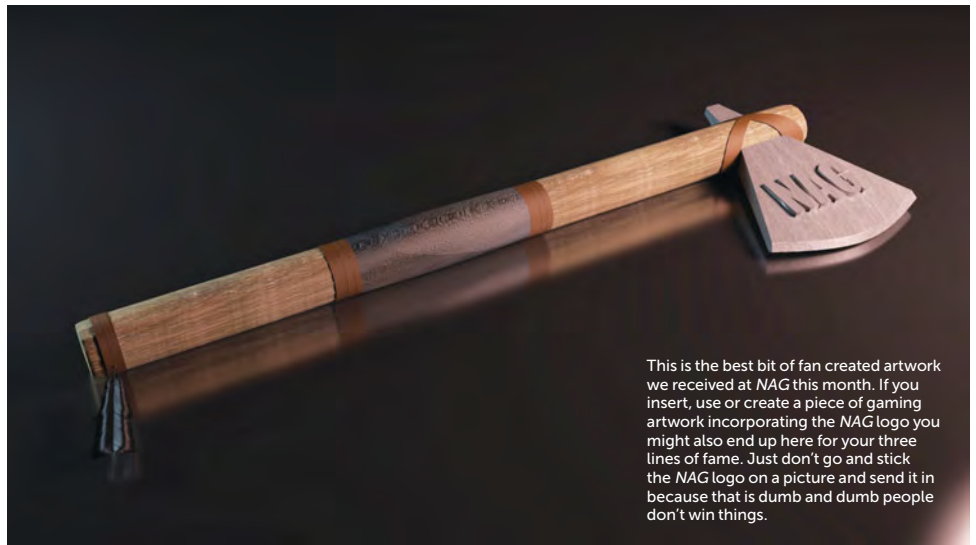 NAG
This is the best bit of fan created artwork
we received at NAG this month. If you
insert, use or create a piece of gaming
artwork incorporating the NAG logo you
might also end up here for your three
lines of fame. Just don't go and stick
the NAG logo on a picture and send it in
because that is dumb and dumb people
don't win things.